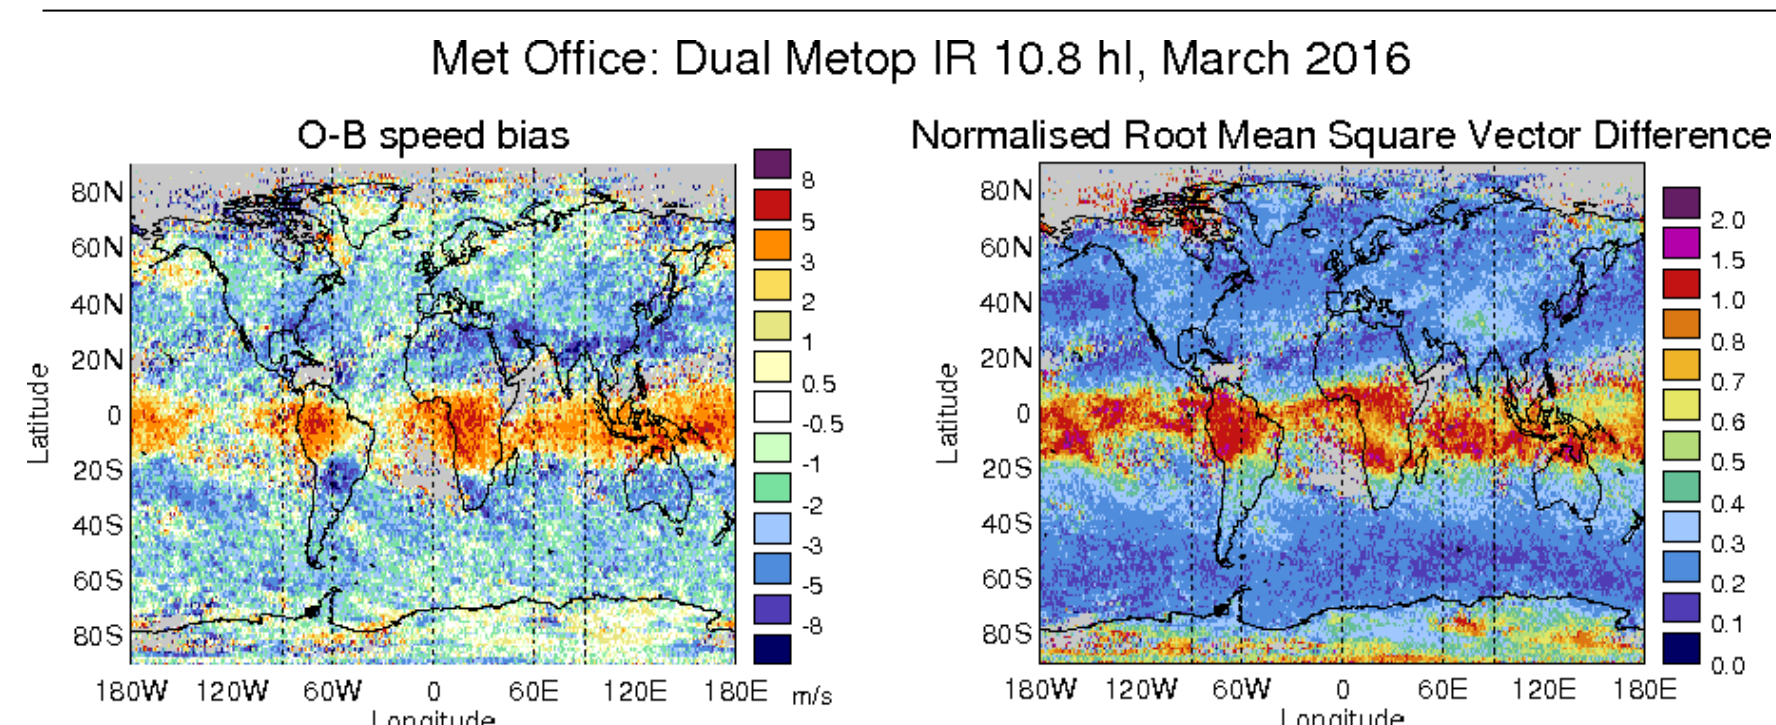 Met Office: Dual Metop IR 10.8 hl, March 2016
O-B speed bias
80N
60N
40N
20N
0
20S
40S
60S
80S
Latitude
180W 120W 60W 0 60E 120E 180E m/s
Longitude
8
5
3
2
1
0.5
-0.5
-1
-2
-3
-5
-8
Normalised Root Mean Square Vector Difference
80N
60N
40N
20N
0
20S
40S
60S
80S
Latitude
180W 120W 60W 0 60E 120E 180E
Longitude
2.0
1.5
1.0
0.8
0.7
0.6
0.5
0.4
0.3
0.2
0.1
0.0